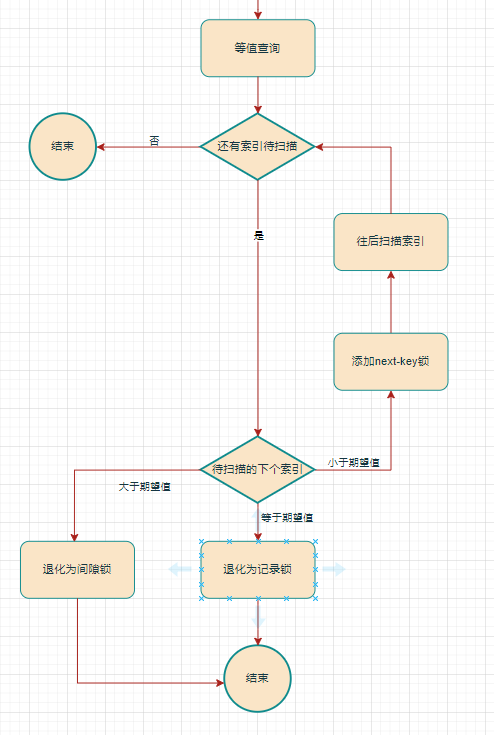 等值查询
还有索引待扫描
否
结束
是
往后扫描索引
添加next-key锁
待扫描的下个索引
小于期望值
大于期望值
等于期望值
退化为间隙锁
退化为记录锁
结束